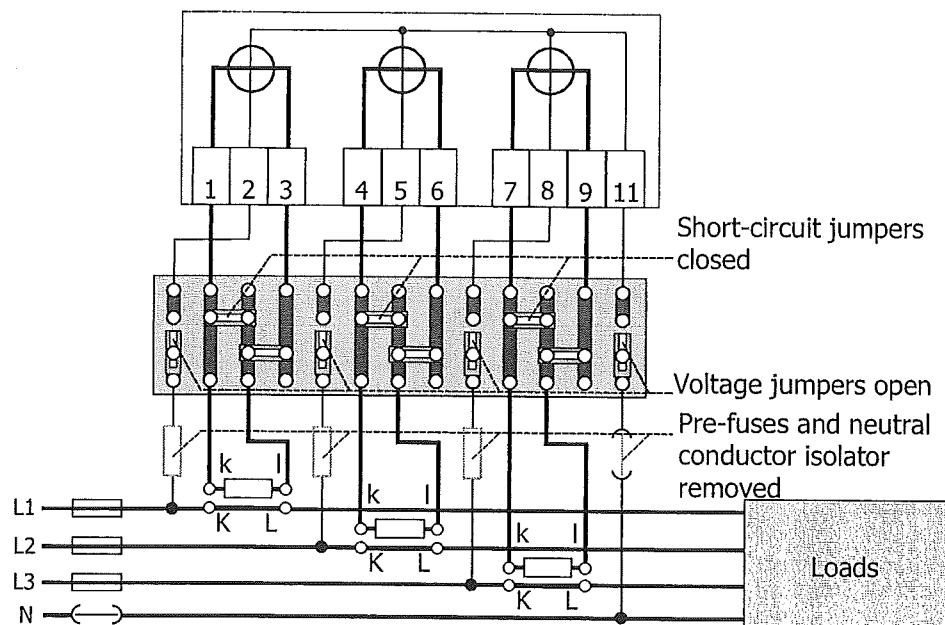 1 2 3 4 5 6 7 8 9 11
Short-circuit jumpers
closed
Voltage jumpers open
Pre-fuses and neutral
conductor isolator
removed
k l
k l
k l
L1
K L
L2
K L
L3
K L
N
Loads